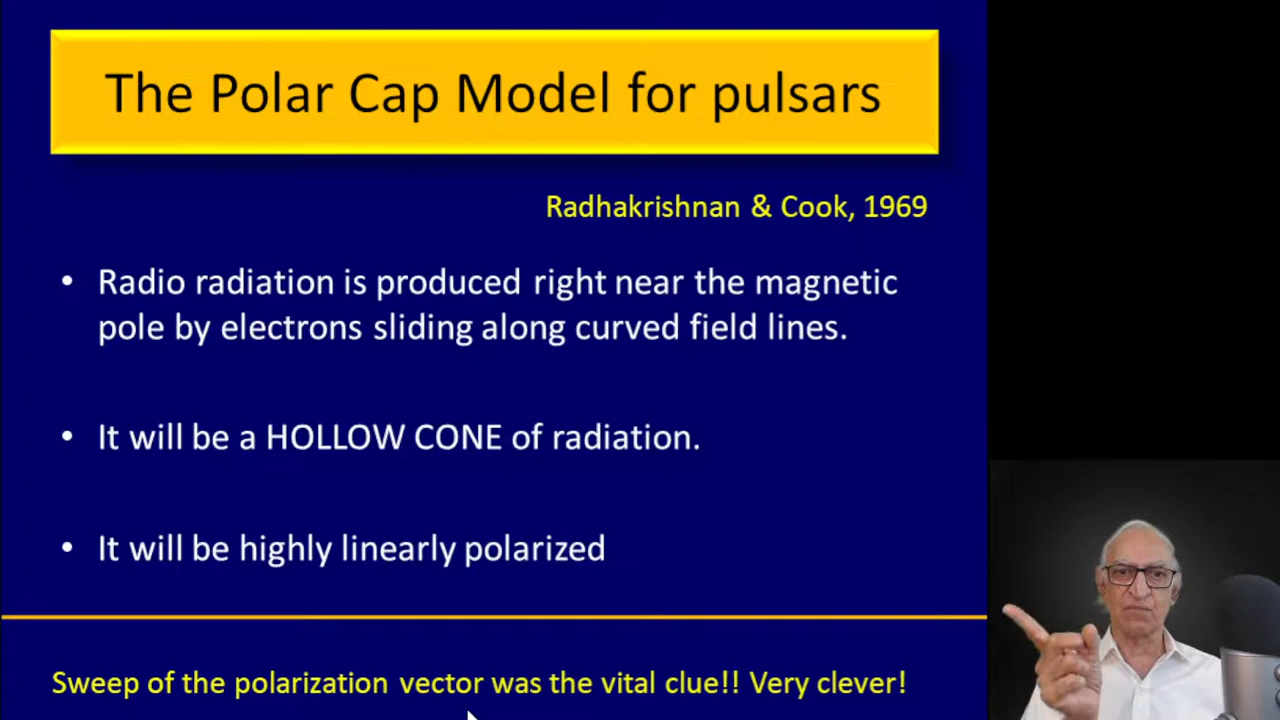 The Polar Cap Model for pulsars
Radhakrishnan & Cook, 1969
• Radio radiation is produced right near the magnetic
pole by electrons sliding along curved field lines.
• It will be a HOLLOW CONE of radiation.
• It will be highly linearly polarized
Sweep of the polarization vector was the vital clue!! Very clever!